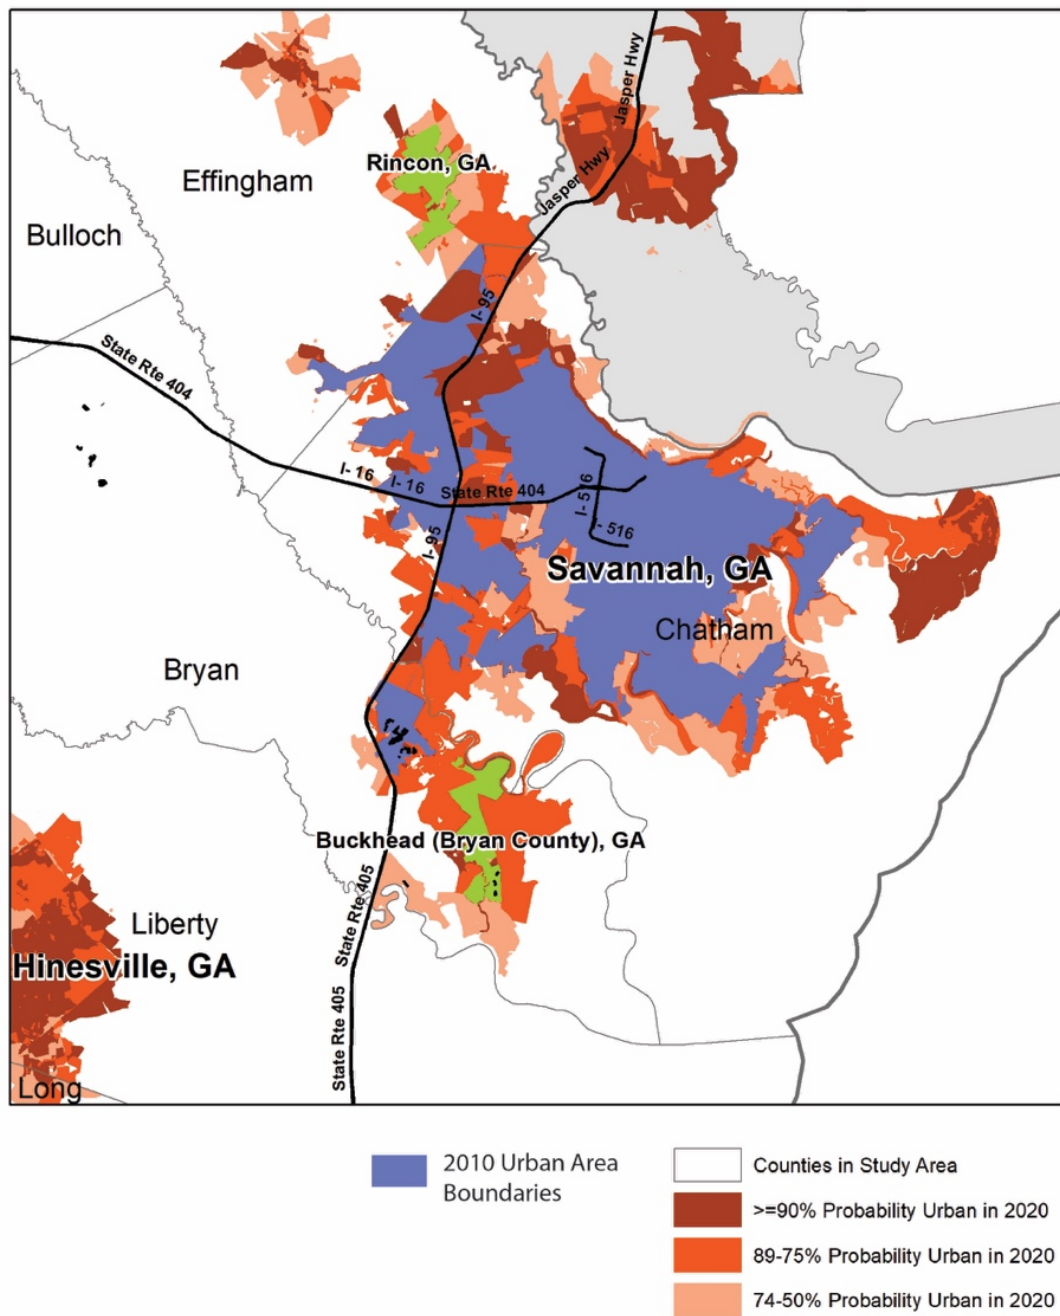 Jasper Hwy
Rincon, GA
Effingham
Jasper Hwy
Bulloch
I- 95
State Rte 404
I- 16
I- 16
State Rte 404
I- 516
I- 95
- 516
Savannah, GA
Chatham
Bryan
Buckhead (Bryan County), GA
State Rte 405
Liberty
Hinesville, GA
State Rte 405
Long
2010 Urban Area
Boundaries
Counties in Study Area
>=90% Probability Urban in 2020
89-75% Probability Urban in 2020
74-50% Probability Urban in 2020